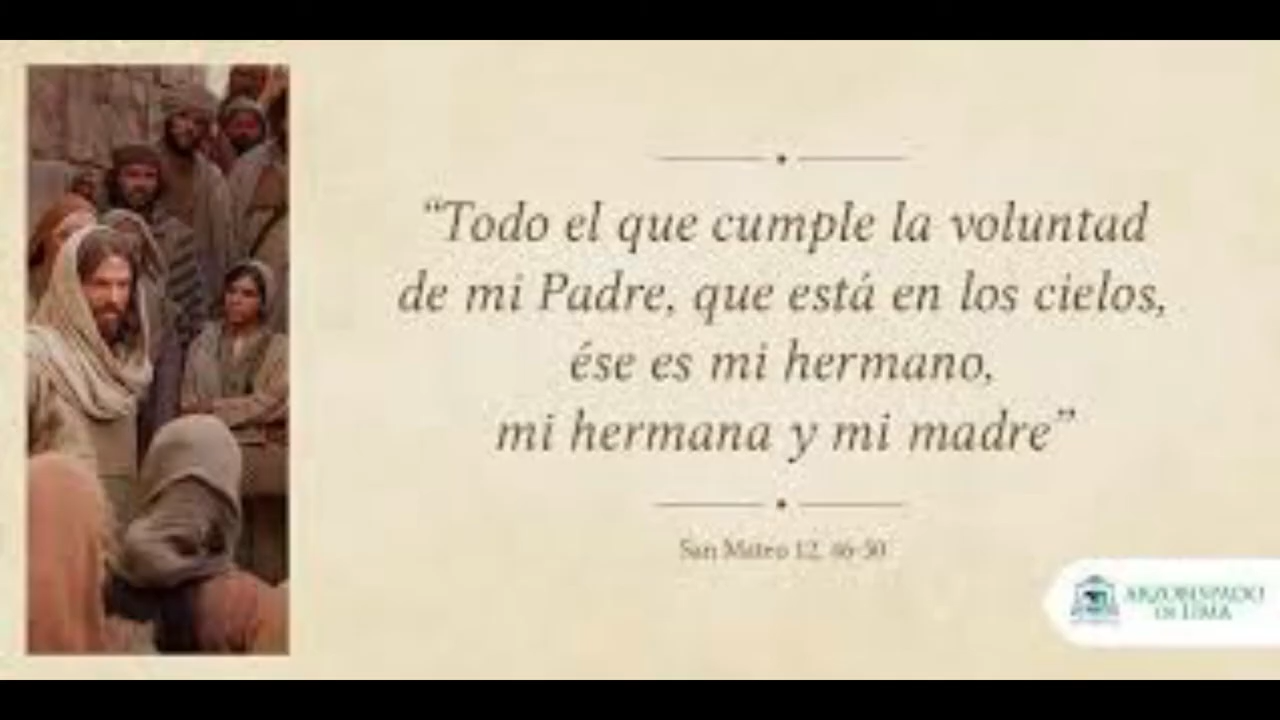 “Todo el que cumple la voluntad
de mi Padre, que está en los cielos,
ése es mi hermano,
mi hermana y mi madre”
San Mateo 12, 46-50
ARZOBISPADO
DE LIMA